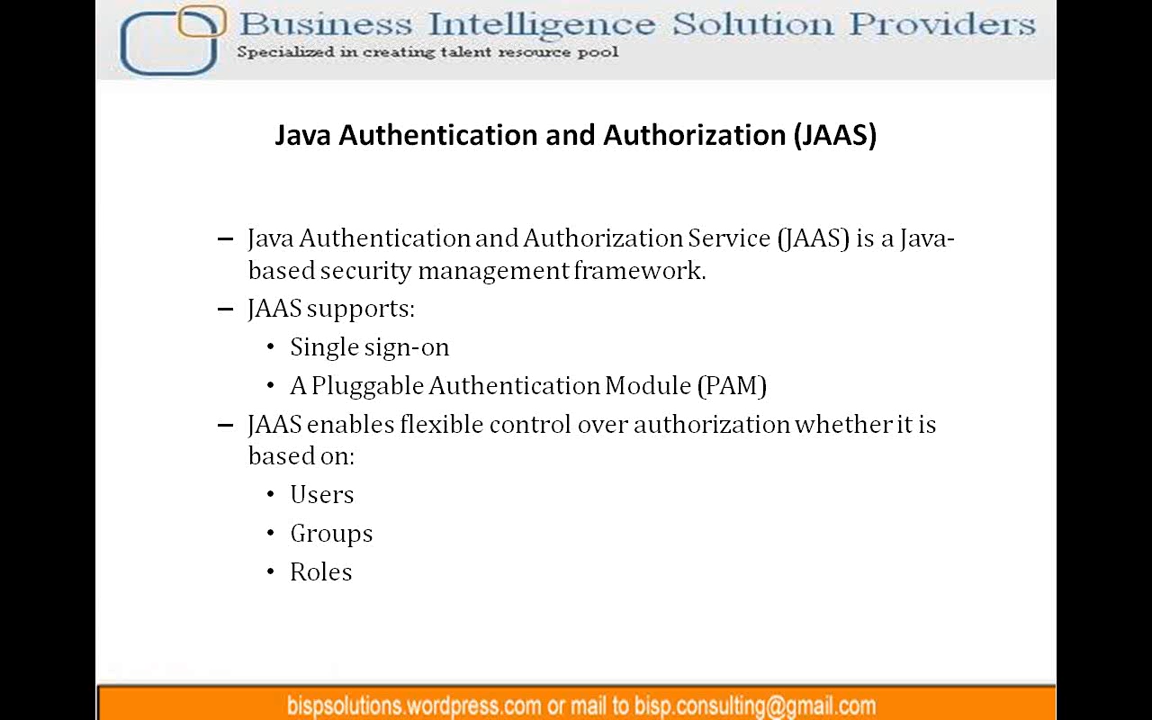 Business Intelligence Solution Providers
Specialized in creating talent resource pool
Java Authentication and Authorization (JAAS)
– Java Authentication and Authorization Service (JAAS) is a Java-
based security management framework.
– JAAS supports:
• Single sign-on
• A Pluggable Authentication Module (PAM)
– JAAS enables flexible control over authorization whether it is
based on:
• Users
• Groups
• Roles
bispsolutions.wordpress.com or mail to bisp.consulting@gmail.com